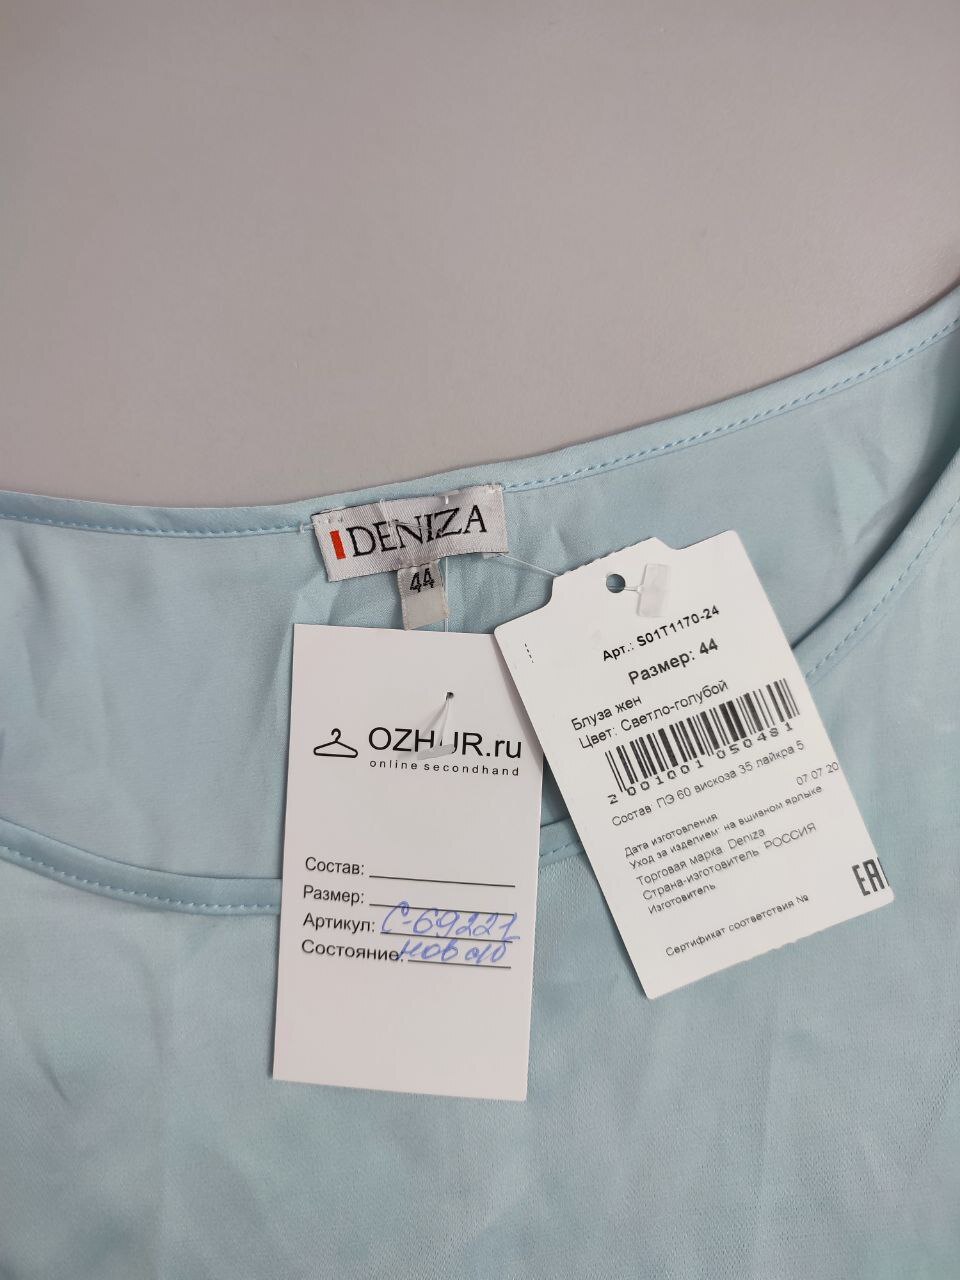 DENIZA
44
OZHUR.ru
online secondhand
Состав:
Размер:
Артикул: С-69221
Состояние: новое
Арт.: S01T1170-24
Размер: 44
Блуза жен
Цвет: Светло-голубой
2 001001 050481
Состав ПЭ 60 вискоза 35 лайкра 5
Дата изготовления 07.07.20
Уход за изделием: на вшивном ярлыке
Торговая марка Deniza
Страна-изготовитель РОССИЯ
Изготовитель
EAC
Сертификат соответствия №